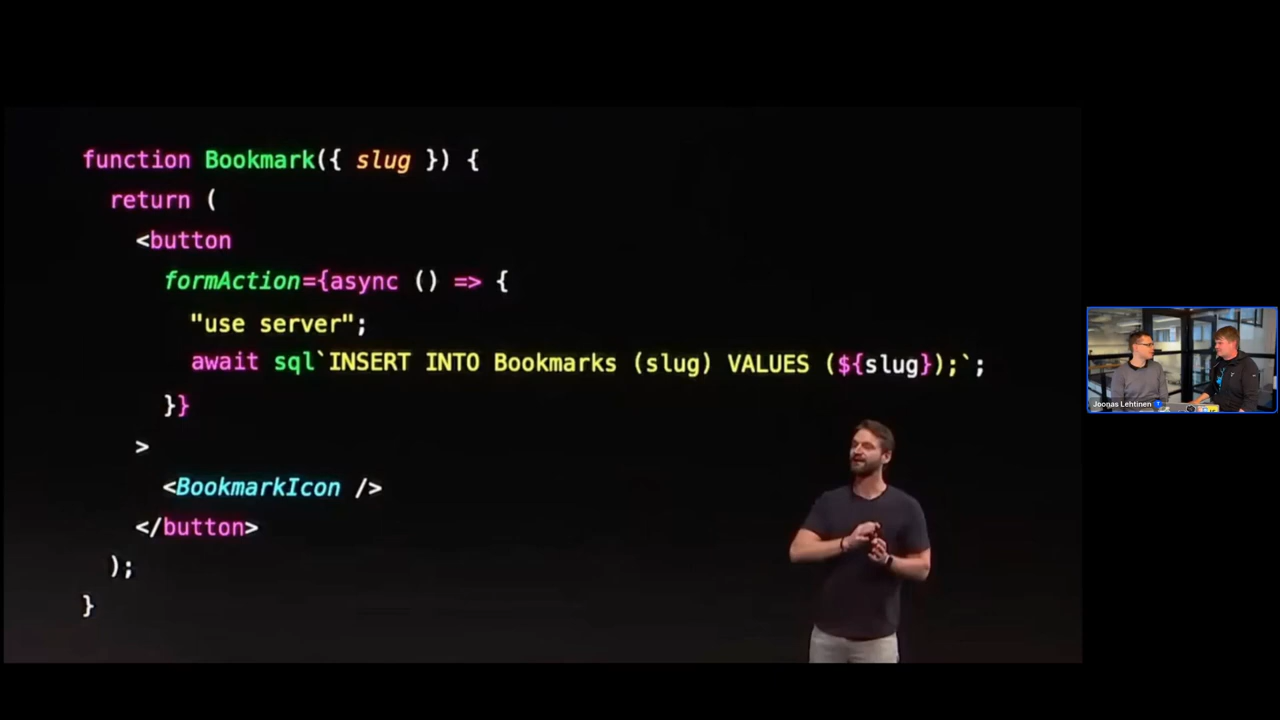 function Bookmark({ slug }) {
return (
<button
formAction={async () => {
"use server";
await sql`INSERT INTO Bookmarks (slug) VALUES (${slug});`;
}}
>
<BookmarkIcon />
</button>
);
}
Joonas Lehtinen